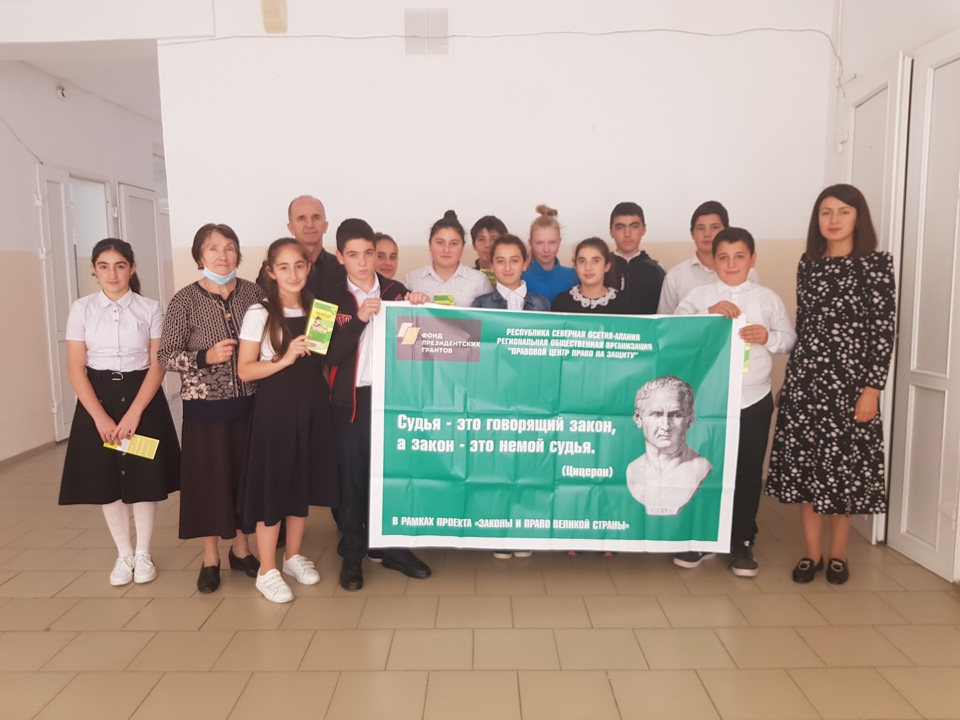 ФОНД
ПРЕЗИДЕНТСКИХ
ГРАНТОВ
РЕСПУБЛИКА СЕВЕРНАЯ ОСЕТИЯ-АЛАНИЯ
РЕГИОНАЛЬНАЯ ОБЩЕСТВЕННАЯ ОРГАНИЗАЦИЯ
"ПРАВОВОЙ ЦЕНТР ПРАВО НА ЗАЩИТУ"
Судья - это говорящий закон,
а закон - это немой судья.
(Цицерон)
В РАМКАХ ПРОЕКТА «ЗАКОНЫ И ПРАВО ВЕЛИКОЙ СТРАНЫ»